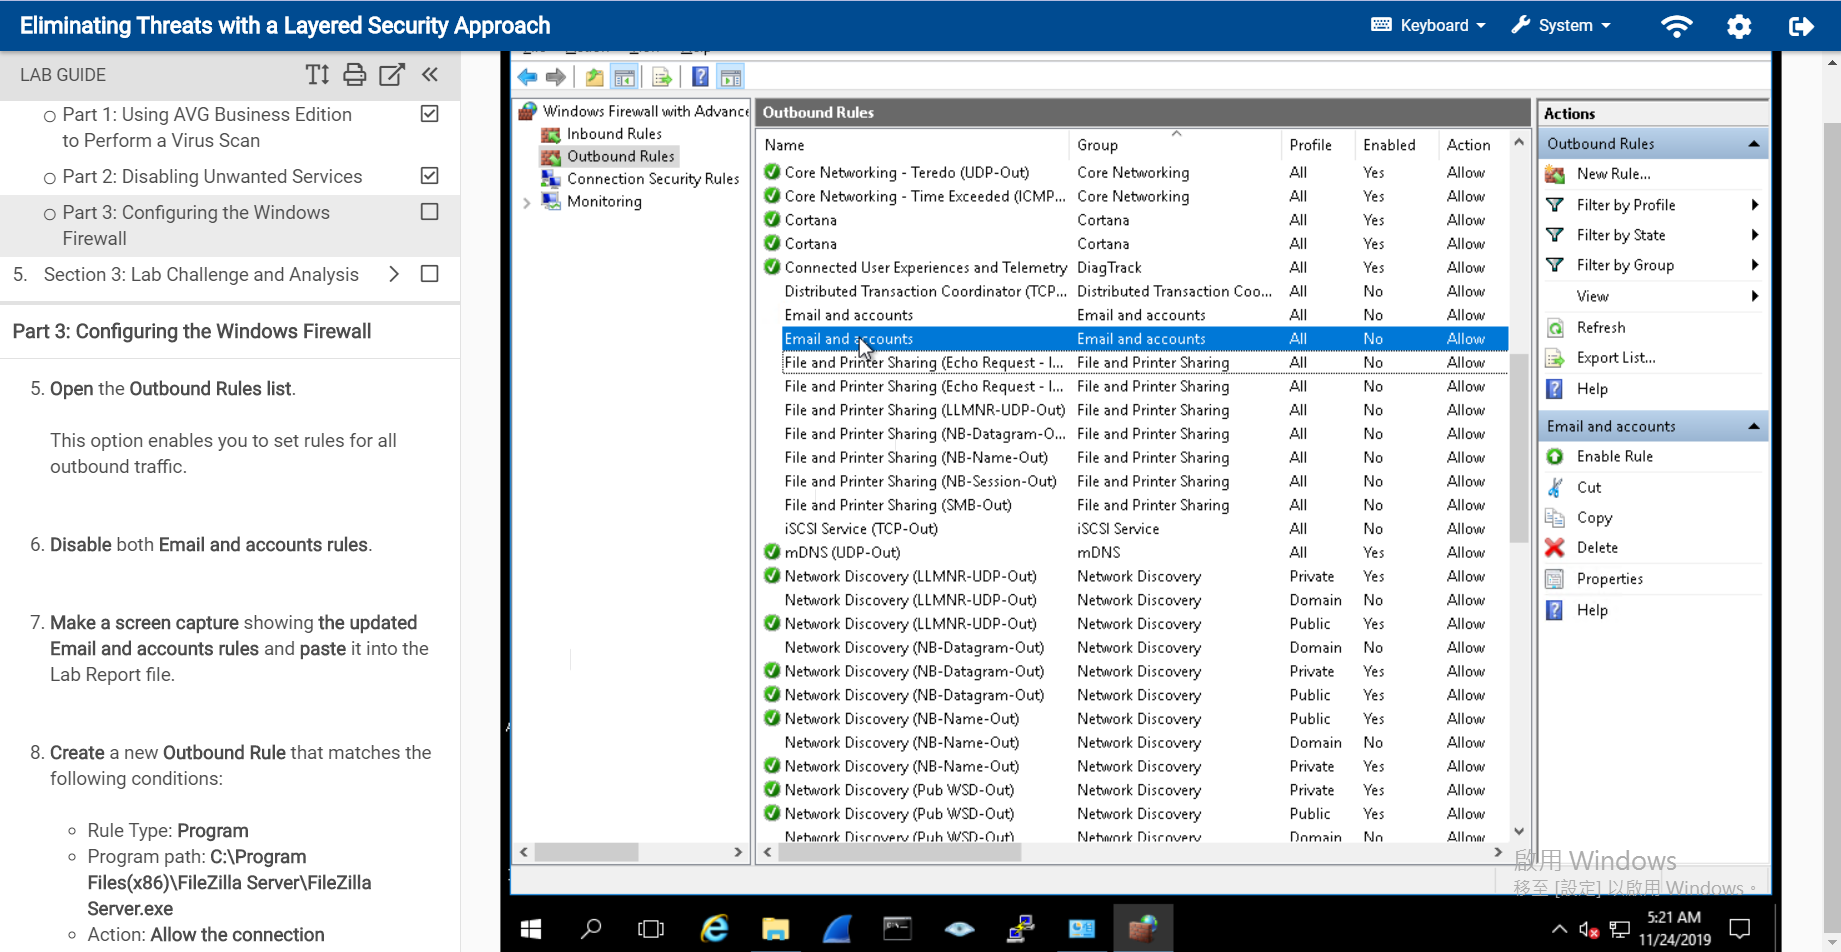 Eliminating Threats with a Layered Security Approach
Keyboard
System
LAB GUIDE
Part 1: Using AVG Business Edition
to Perform a Virus Scan
Part 2: Disabling Unwanted Services
Part 3: Configuring the Windows
Firewall
5. Section 3: Lab Challenge and Analysis
Part 3: Configuring the Windows Firewall
5. Open the Outbound Rules list.
This option enables you to set rules for all
outbound traffic.
6. Disable both Email and accounts rules.
7. Make a screen capture showing the updated
Email and accounts rules and paste it into the
Lab Report file.
8. Create a new Outbound Rule that matches the
following conditions:
Rule Type: Program
Program path: C:\Program
Files(x86)\FileZilla Server\FileZilla
Server.exe
Action: Allow the connection
Windows Firewall with Advance
Inbound Rules
Outbound Rules
Connection Security Rules
Monitoring
Outbound Rules
Name Group Profile Enabled Action
Core Networking - Teredo (UDP-Out) Core Networking All Yes Allow
Core Networking - Time Exceeded (ICMP... Core Networking All Yes Allow
Cortana Cortana All Yes Allow
Cortana Cortana All Yes Allow
Connected User Experiences and Telemetry DiagTrack All Yes Allow
Distributed Transaction Coordinator (TCP... Distributed Transaction Coo... All No Allow
Email and accounts Email and accounts All No Allow
Email and accounts Email and accounts All No Allow
File and Printer Sharing (Echo Request - I... File and Printer Sharing All No Allow
File and Printer Sharing (Echo Request - I... File and Printer Sharing All No Allow
File and Printer Sharing (LLMNR-UDP-Out) File and Printer Sharing All No Allow
File and Printer Sharing (NB-Datagram-O... File and Printer Sharing All No Allow
File and Printer Sharing (NB-Name-Out) File and Printer Sharing All No Allow
File and Printer Sharing (NB-Session-Out) File and Printer Sharing All No Allow
File and Printer Sharing (SMB-Out) File and Printer Sharing All No Allow
iSCSI Service (TCP-Out) iSCSI Service All No Allow
mDNS (UDP-Out) mDNS All Yes Allow
Network Discovery (LLMNR-UDP-Out) Network Discovery Private Yes Allow
Network Discovery (LLMNR-UDP-Out) Network Discovery Domain No Allow
Network Discovery (LLMNR-UDP-Out) Network Discovery Public Yes Allow
Network Discovery (NB-Datagram-Out) Network Discovery Domain No Allow
Network Discovery (NB-Datagram-Out) Network Discovery Private Yes Allow
Network Discovery (NB-Datagram-Out) Network Discovery Public Yes Allow
Network Discovery (NB-Name-Out) Network Discovery Public Yes Allow
Network Discovery (NB-Name-Out) Network Discovery Domain No Allow
Network Discovery (NB-Name-Out) Network Discovery Private Yes Allow
Network Discovery (Pub WSD-Out) Network Discovery Private Yes Allow
Network Discovery (Pub WSD-Out) Network Discovery Public Yes Allow
Network Discovery (Pub WSD-Out) Network Discovery Domain No Allow
Actions
Outbound Rules
New Rule...
Filter by Profile
Filter by State
Filter by Group
View
Refresh
Export List...
Help
Email and accounts
Enable Rule
Cut
Copy
Delete
Properties
Help
啟用 Windows
移至 [設定] 以啟用 Windows。
5:21 AM
11/24/2019